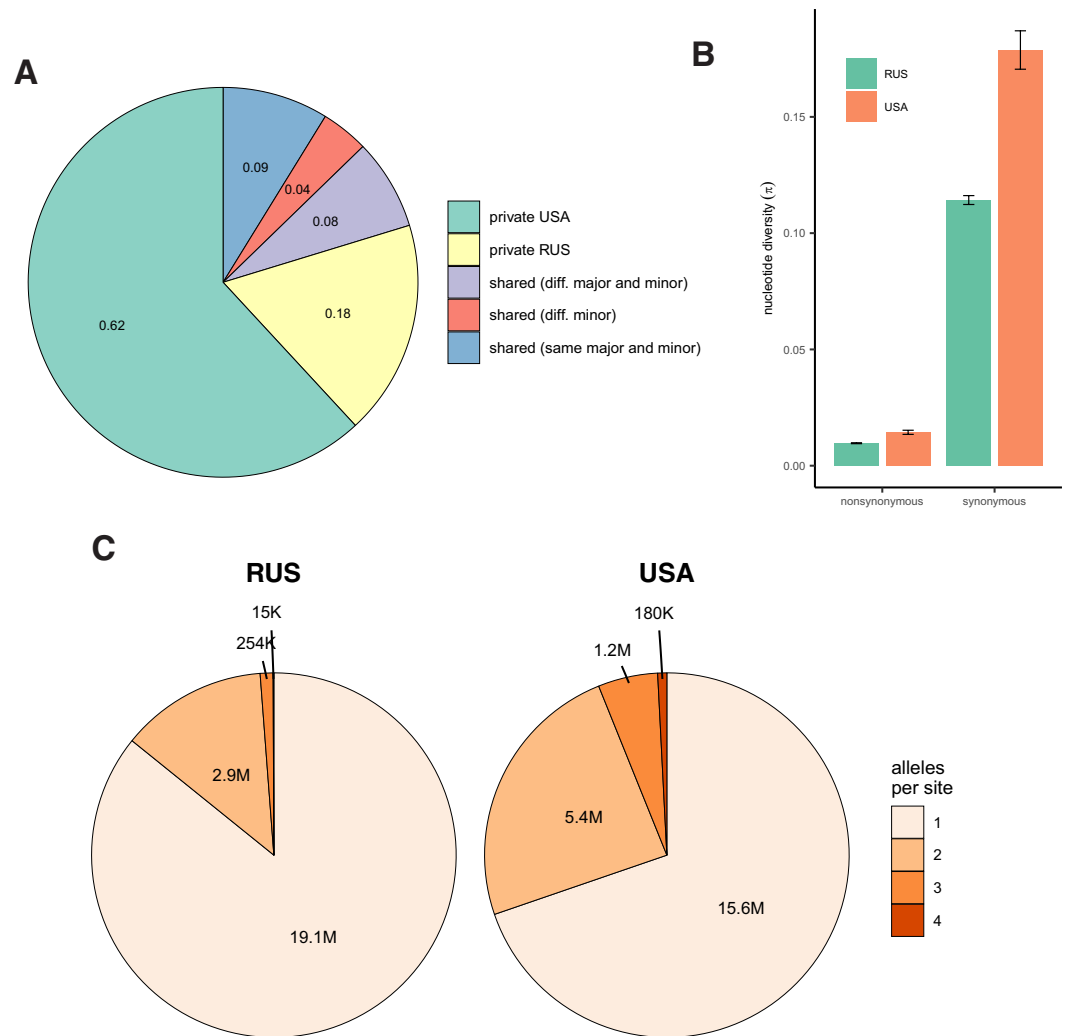 A
0.09
0.04
0.08
0.18
0.62
private USA
private RUS
shared (diff. major and minor)
shared (diff. minor)
shared (same major and minor)
B
RUS
USA
nucleotide diversity (π)
0.15
0.10
0.05
0.00
nonsynonymous
synonymous
C
RUS
15K
254K
2.9M
19.1M
USA
180K
1.2M
5.4M
15.6M
alleles
per site
1
2
3
4